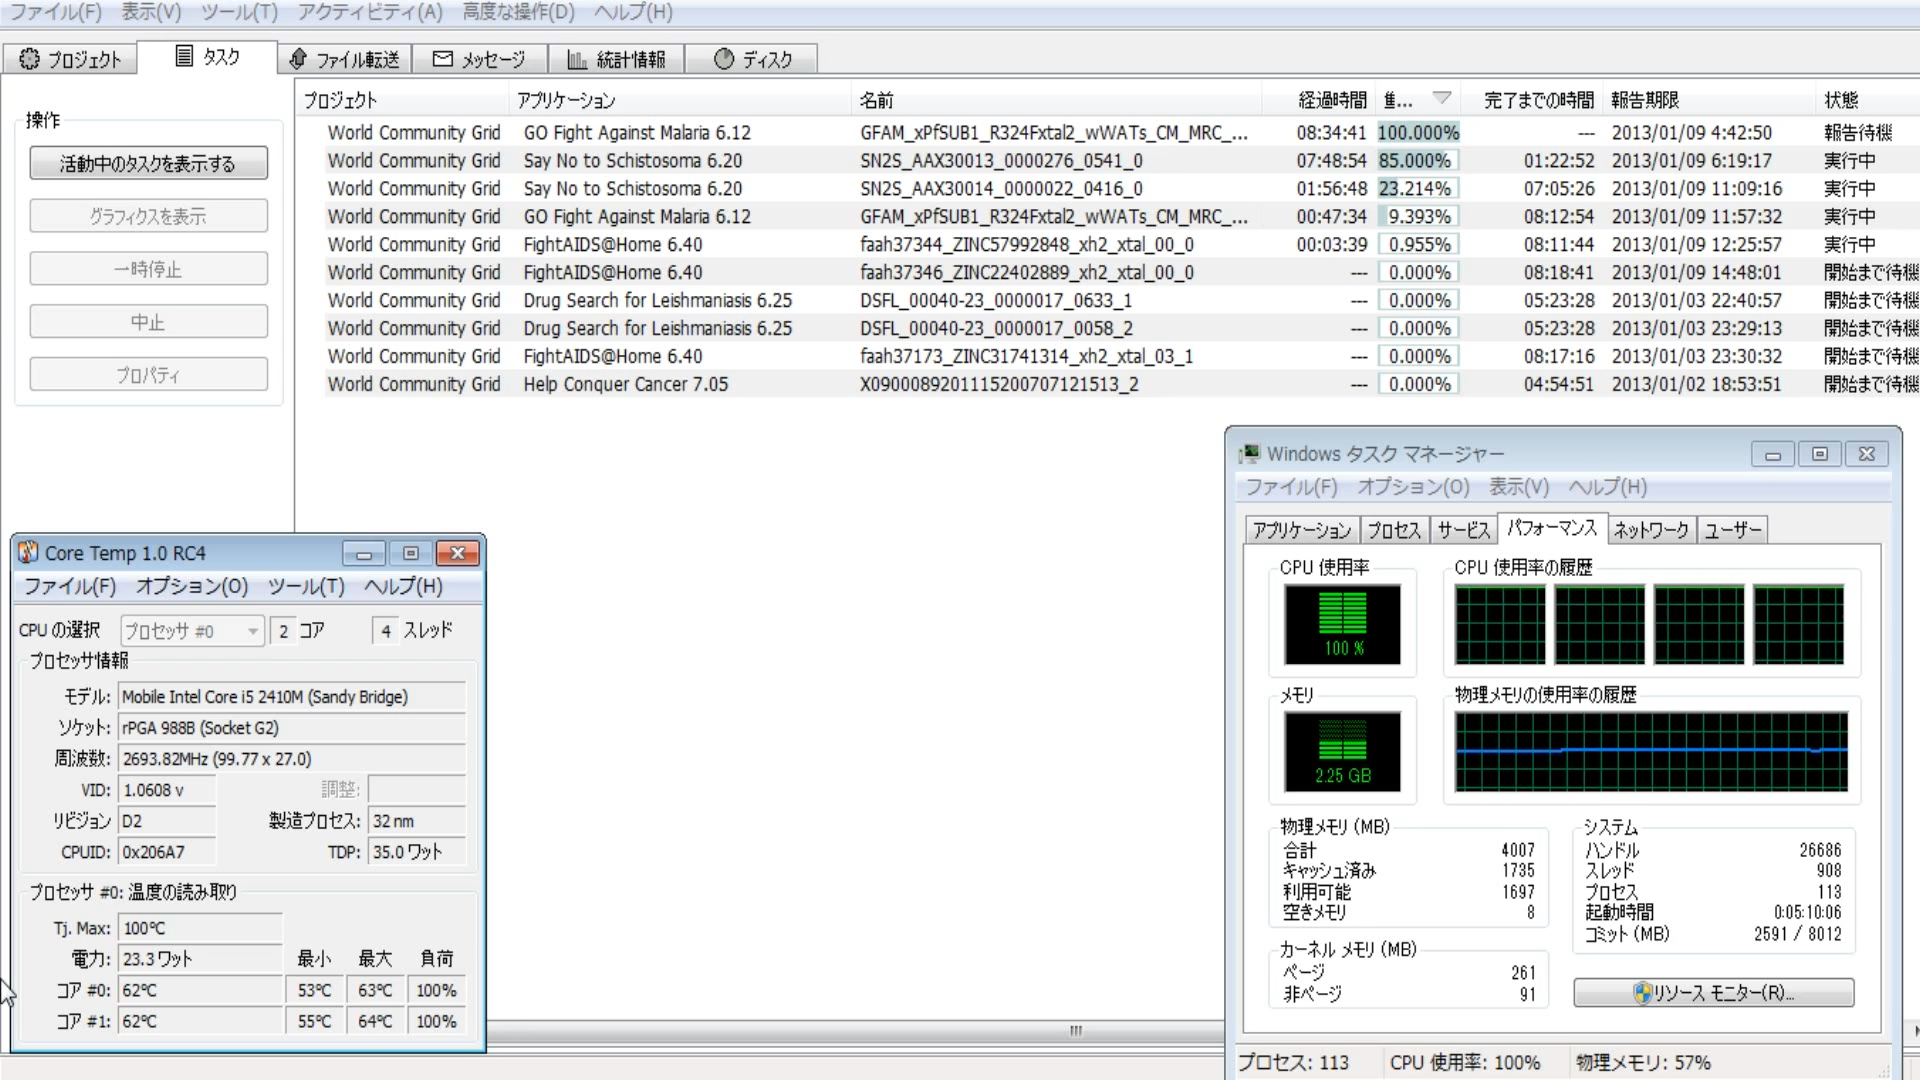 ファイル(F) 表示(V) ツール(T) アクティビティ(A) 高度な操作(D) ヘルプ(H)
プロジェクト タスク ファイル転送 メッセージ 統計情報 ディスク
操作
活動中のタスクを表示する
グラフィクスを表示
一時停止
中止
プロパティ
プロジェクト アプリケーション 名前 経過時間 進... 完了までの時間 報告期限 状態
World Community Grid GO Fight Against Malaria 6.12 GFAM_xPfSUB1_R324Fxtal2_wWATs_CM_MRC_... 08:34:41 100.000% --- 2013/01/09 4:42:50 報告待機
World Community Grid Say No to Schistosoma 6.20 SN2S_AAX30013_0000276_0541_0 07:48:54 85.000% 01:22:52 2013/01/09 6:19:17 実行中
World Community Grid Say No to Schistosoma 6.20 SN2S_AAX30014_0000022_0416_0 01:56:48 23.214% 07:05:26 2013/01/09 11:09:16 実行中
World Community Grid GO Fight Against Malaria 6.12 GFAM_xPfSUB1_R324Fxtal2_wWATs_CM_MRC_... 00:47:34 9.393% 08:12:54 2013/01/09 11:57:32 実行中
World Community Grid FightAIDS@Home 6.40 faah37344_ZINC57992848_xh2_xtal_00_0 00:03:39 0.955% 08:11:44 2013/01/09 12:25:57 実行中
World Community Grid FightAIDS@Home 6.40 faah37346_ZINC22402889_xh2_xtal_00_0 --- 0.000% 08:18:41 2013/01/09 14:48:01 開始まで待機
World Community Grid Drug Search for Leishmaniasis 6.25 DSFL_00040-23_0000017_0633_1 --- 0.000% 05:23:28 2013/01/03 22:40:57 開始まで待機
World Community Grid Drug Search for Leishmaniasis 6.25 DSFL_00040-23_0000017_0058_2 --- 0.000% 05:23:28 2013/01/03 23:29:13 開始まで待機
World Community Grid FightAIDS@Home 6.40 faah37173_ZINC31741314_xh2_xtal_03_1 --- 0.000% 08:17:16 2013/01/03 23:30:32 開始まで待機
World Community Grid Help Conquer Cancer 7.05 X0900089201115200707121513_2 --- 0.000% 04:54:51 2013/01/02 18:53:51 開始まで待機
Core Temp 1.0 RC4
ファイル(F) オプション(O) ツール(T) ヘルプ(H)
CPU の選択 プロセッサ #0 2 コア 4 スレッド
プロセッサ情報
モデル: Mobile Intel Core i5 2410M (Sandy Bridge)
ソケット: rPGA 988B (Socket G2)
周波数: 2693.82MHz (99.77 x 27.0)
VID: 1.0608 v 調整:
リビジョン D2 製造プロセス: 32 nm
CPUID: 0x206A7 TDP: 35.0 ワット
プロセッサ #0: 温度の読み取り
Tj. Max: 100℃
電力: 23.3 ワット 最小 最大 負荷
コア #0: 62℃ 53℃ 63℃ 100%
コア #1: 62℃ 55℃ 64℃ 100%
Windows タスク マネージャー
ファイル(F) オプション(O) 表示(V) ヘルプ(H)
アプリケーション プロセス サービス パフォーマンス ネットワーク ユーザー
CPU 使用率 CPU 使用率の履歴
100 %
メモリ 物理メモリの使用率の履歴
2.25 GB
物理メモリ (MB)
合計 4007
キャッシュ済み 1735
利用可能 1697
空きメモリ 8
カーネル メモリ (MB)
ページ 261
非ページ 91
システム
ハンドル 26686
スレッド 908
プロセス 113
起動時間 0:05:10:06
コミット (MB) 2591 / 8012
リソース モニター(R)...
プロセス: 113 CPU 使用率: 100% 物理メモリ: 57%